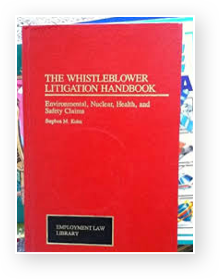 THE WHISTLEBLOWER
LITIGATION HANDBOOK
Environmental, Nuclear, Health, and
Safety Claims
Stephen M. Kohn
EMPLOYMENT LAW
LIBRARY